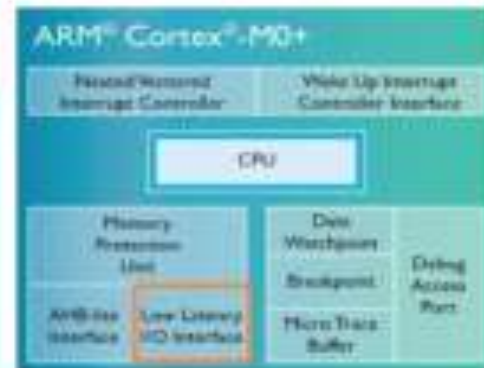 ARM® Cortex®-M0+
Nested Vectored
Interrupt Controller
Wake Up Interrupt
Controller Interface
CPU
Memory
Protection
Unit
AHB-lite
Interface
Low Latency
I/O Interface
Data
Watchpoint
Breakpoint
Micro Trace
Buffer
Debug
Access
Port